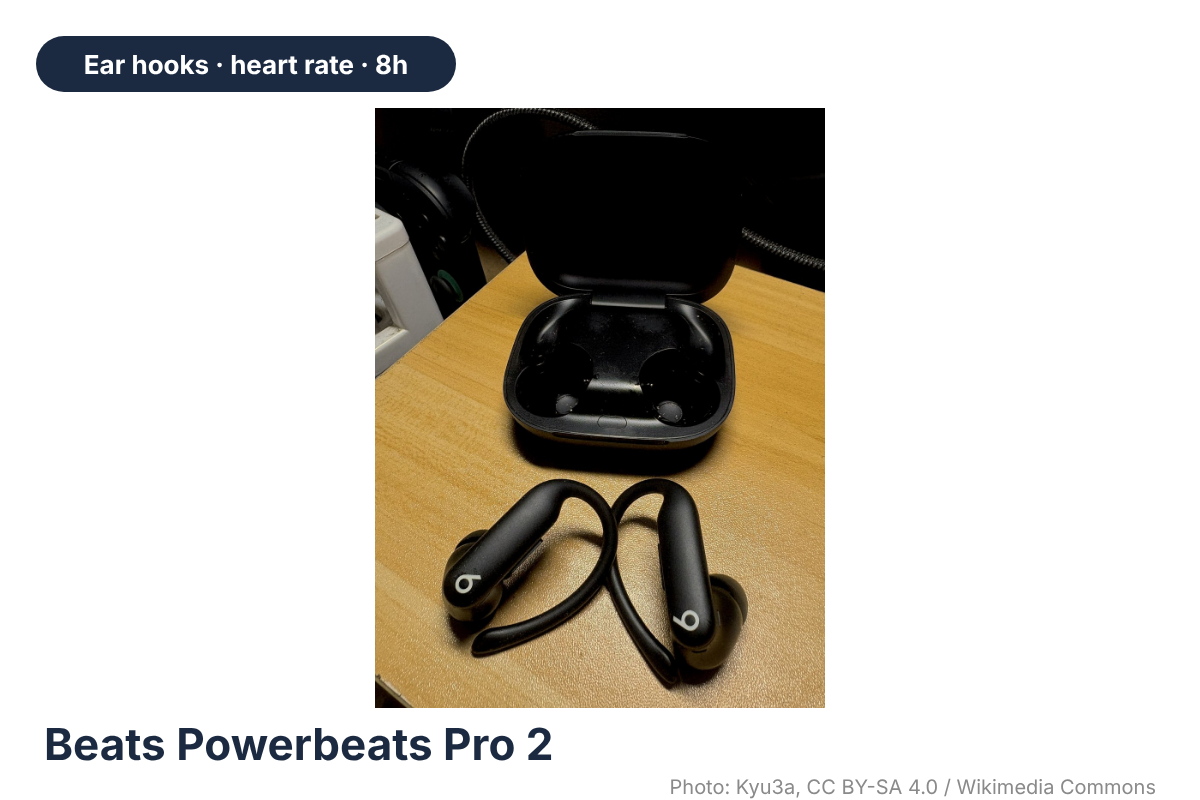 Ear hooks · heart rate · 8h
Beats Powerbeats Pro 2
Photo: Kyu3a, CC BY-SA 4.0 / Wikimedia Commons